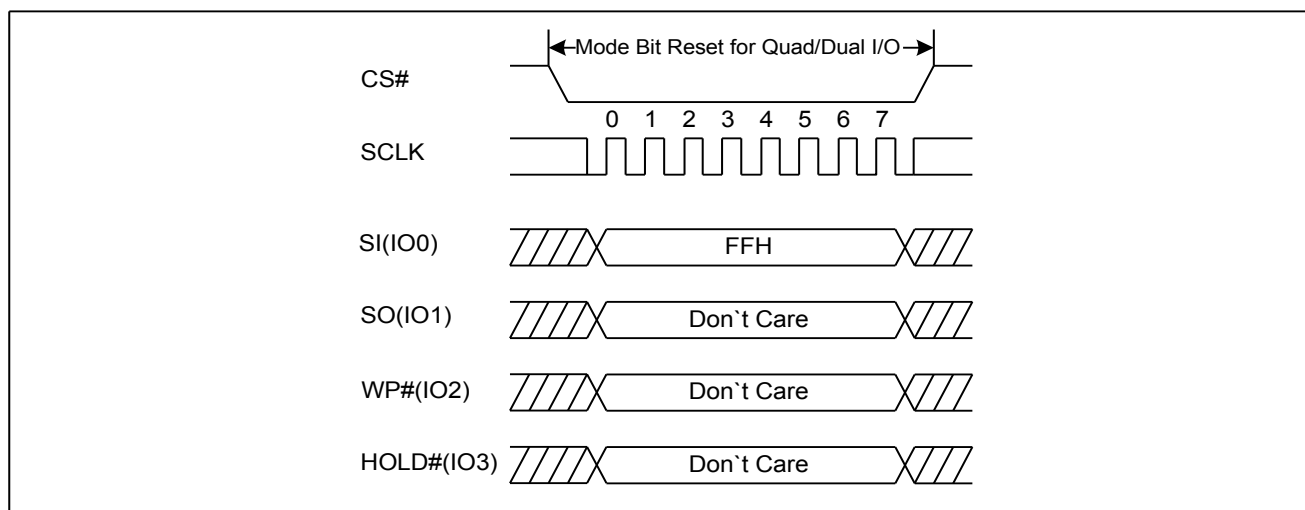 Mode Bit Reset for Quad/Dual I/O
CS#
0 1 2 3 4 5 6 7
SCLK
SI(IO0) FFH
SO(IO1) Don`t Care
WP#(IO2) Don`t Care
HOLD#(IO3) Don`t Care